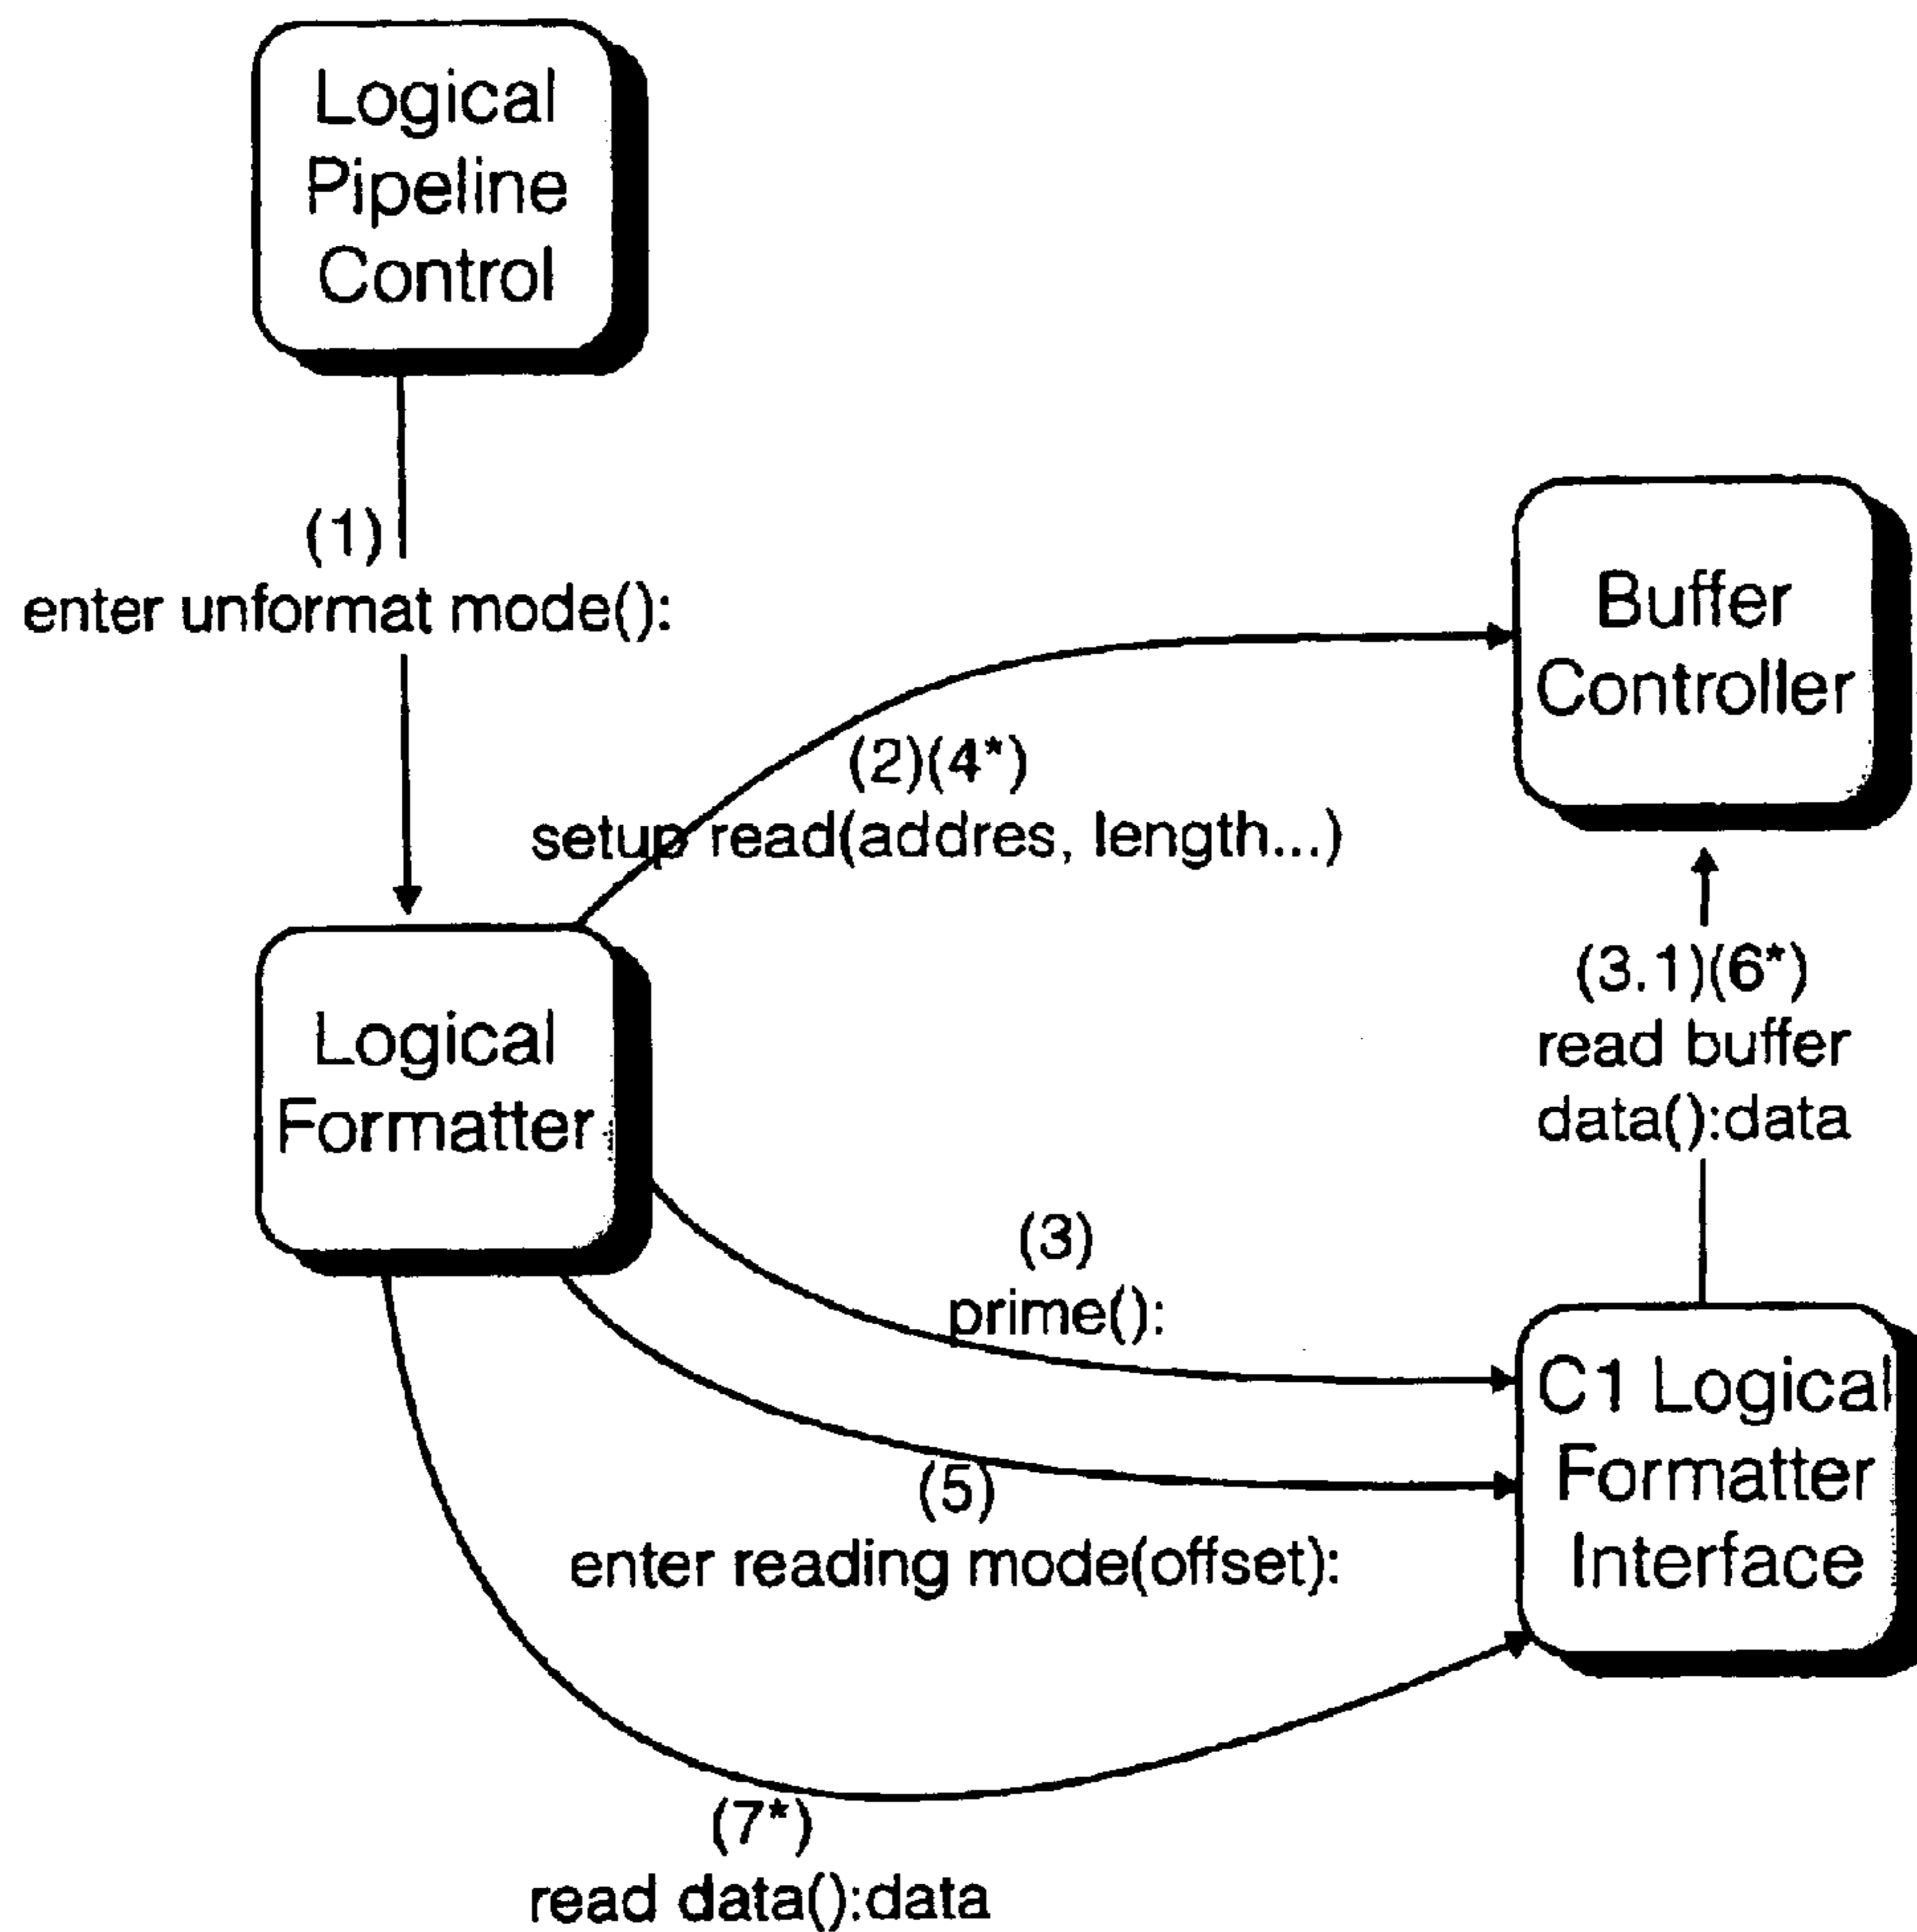 Logical
Pipeline
Control
(1)
enter unformat mode():
Buffer
Controller
(2)(4*)
setup read(addres, length...)
Logical
Formatter
(3.1)(6*)
read buffer
data():data
(3)
prime():
C1 Logical
Formatter
Interface
(5)
enter reading mode(offset):
(7*)
read data():data